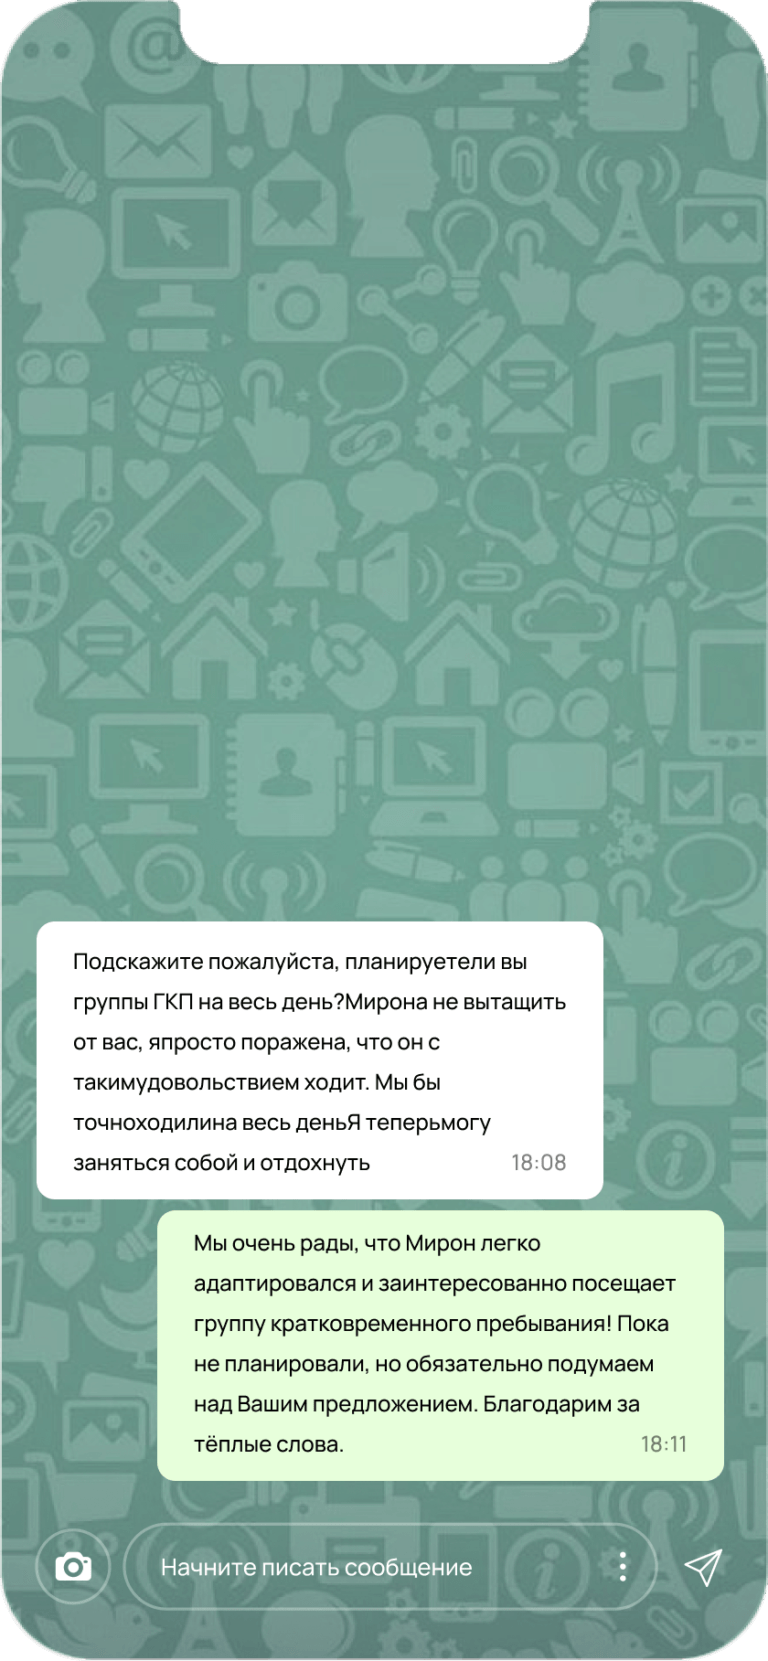 Подскажите пожалуйста, планируетели вы
группы ГКП на весь день?Мирона не вытащить
от вас, япросто поражена, что он с
такимудовольствием ходит. Мы бы
точноходилина весь деньЯ теперьмогу
заняться собой и отдохнуть 18:08
Мы очень рады, что Мирон легко
адаптировался и заинтересованно посещает
группу кратковременного пребывания! Пока
не планировали, но обязательно подумаем
над Вашим предложением. Благодарим за
тёплые слова. 18:11
Начните писать сообщение